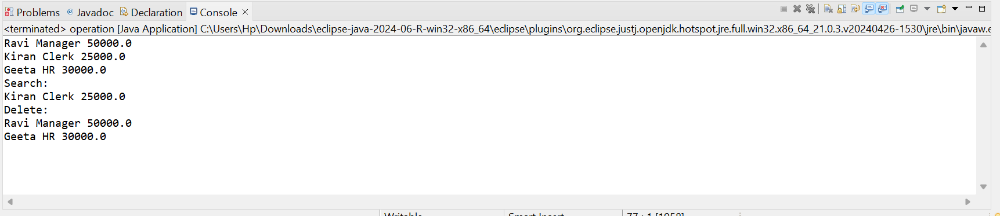 Problems @ Javadoc Declaration Console
<terminated> operation [Java Application] C:\Users\Hp\Downloads\eclipse-java-2024-06-R-win32-x86_64\eclipse\plugins\org.eclipse.justj.openjdk.hotspot.jre.full.win32.x86_64_21.0.3.v20240426-1530\jre\bin\javaw.e
Ravi Manager 50000.0
Kiran Clerk 25000.0
Geeta HR 30000.0
Search:
Kiran Clerk 25000.0
Delete:
Ravi Manager 50000.0
Geeta HR 30000.0
Writable Smart Insert 77 : 1 [1958]